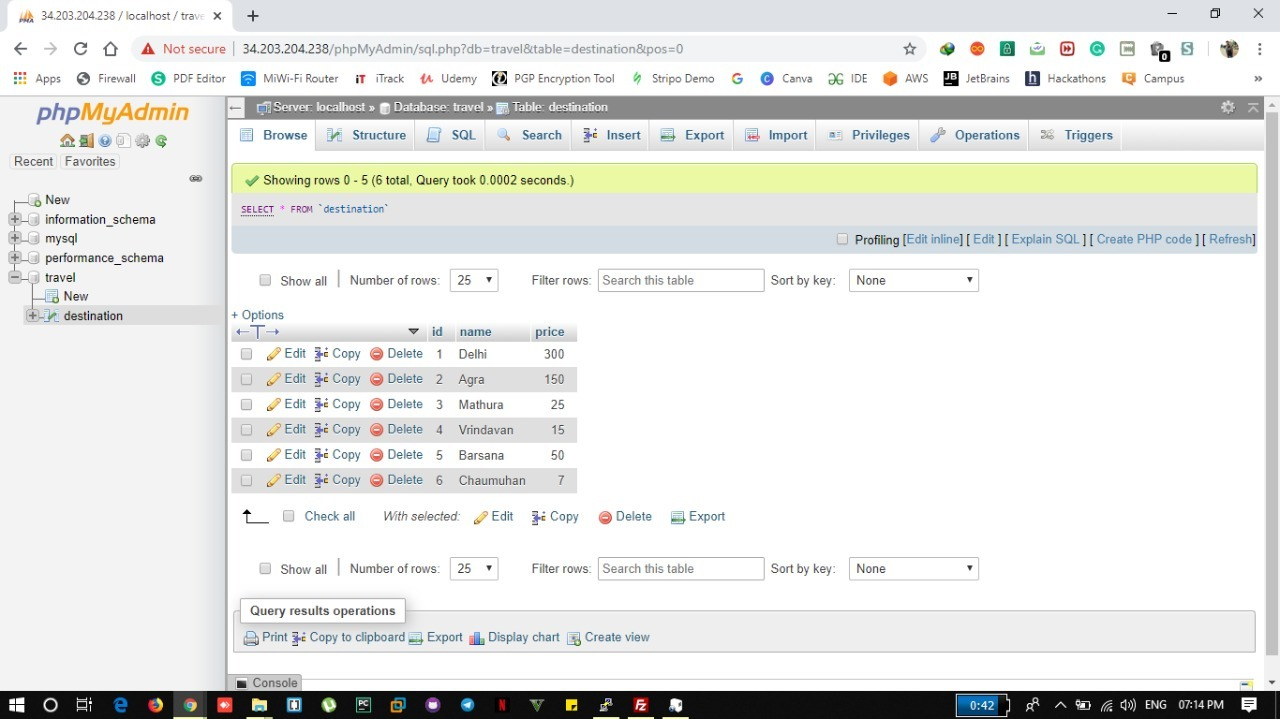 34.203.204.238 / localhost / trave
Not secure 34.203.204.238/phpMyAdmin/sql.php?db=travel&table=destination&pos=0
0
Apps Firewall PDF Editor MiWi-Fi Router iT iTrack Udemy PGP Encryption Tool Stripo Demo Canva IDE AWS JetBrains Hackathons Campus »
phpMyAdmin
Recent Favorites
New
information_schema
mysql
performance_schema
travel
New
destination
Server: localhost » Database: travel » Table: destination
Browse Structure SQL Search Insert Export Import Privileges Operations Triggers
Showing rows 0 - 5 (6 total, Query took 0.0002 seconds.)
SELECT * FROM `destination`
Profiling [Edit inline] [ Edit ] [ Explain SQL ] [ Create PHP code ] [ Refresh]
Show all Number of rows: 25 Filter rows: Search this table Sort by key: None
+ Options
←T→ id name price
Edit Copy Delete 1 Delhi 300
Edit Copy Delete 2 Agra 150
Edit Copy Delete 3 Mathura 25
Edit Copy Delete 4 Vrindavan 15
Edit Copy Delete 5 Barsana 50
Edit Copy Delete 6 Chaumuhan 7
Check all With selected: Edit Copy Delete Export
Show all Number of rows: 25 Filter rows: Search this table Sort by key: None
Query results operations
Print Copy to clipboard Export Display chart Create view
Console
0:42 ENG 07:14 PM